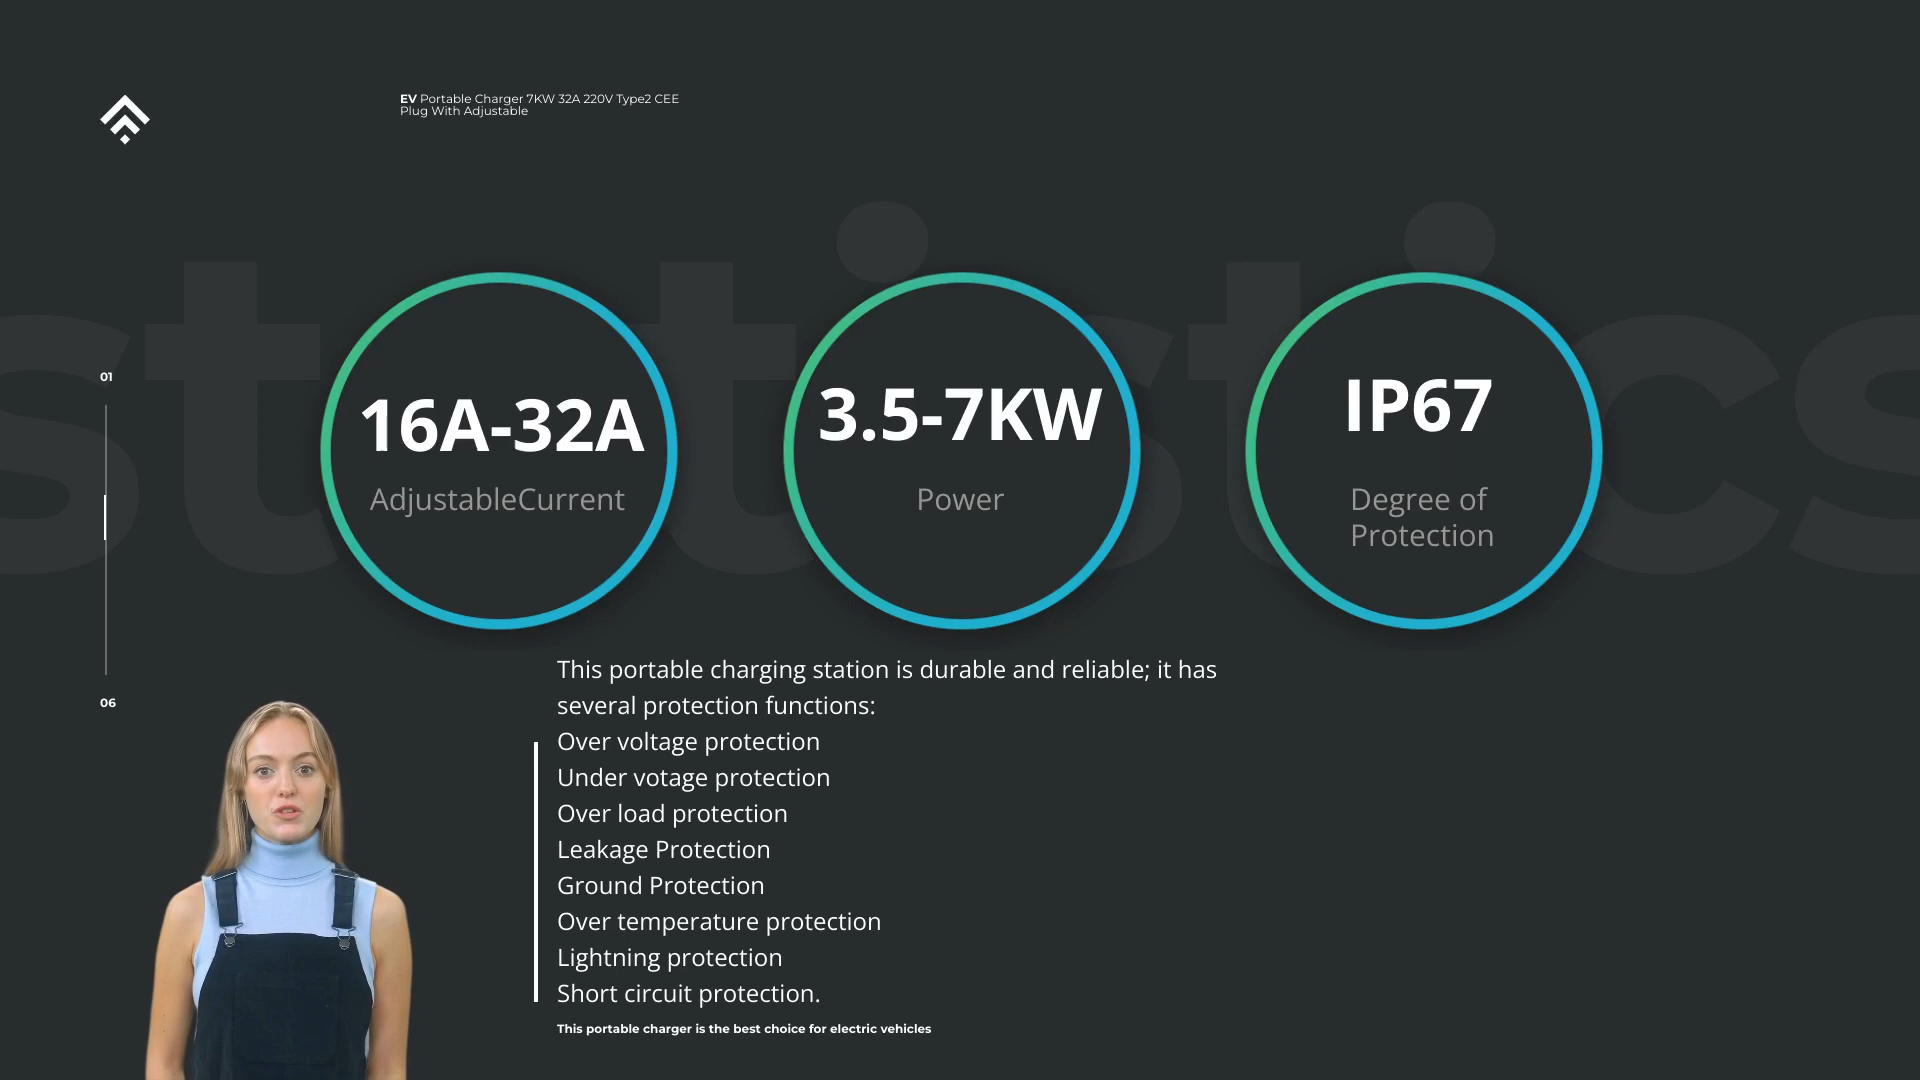 EV Portable Charger 7KW 32A 220V Type2 CEE
Plug With Adjustable
statistics
01
06
16A-32A
AdjustableCurrent
3.5-7KW
Power
IP67
Degree of
Protection
This portable charging station is durable and reliable; it has
several protection functions:
Over voltage protection
Under votage protection
Over load protection
Leakage Protection
Ground Protection
Over temperature protection
Lightning protection
Short circuit protection.
This portable charger is the best choice for electric vehicles